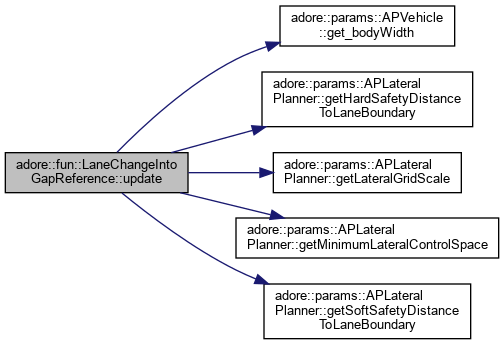 adore::fun::LaneChangeInto
GapReference::update
adore::params::APVehicle
::get_bodyWidth
adore::params::APLateral
Planner::getHardSafetyDistance
ToLaneBoundary
adore::params::APLateral
Planner::getLateralGridScale
adore::params::APLateral
Planner::getMinimumLateralControlSpace
adore::params::APLateral
Planner::getSoftSafetyDistance
ToLaneBoundary